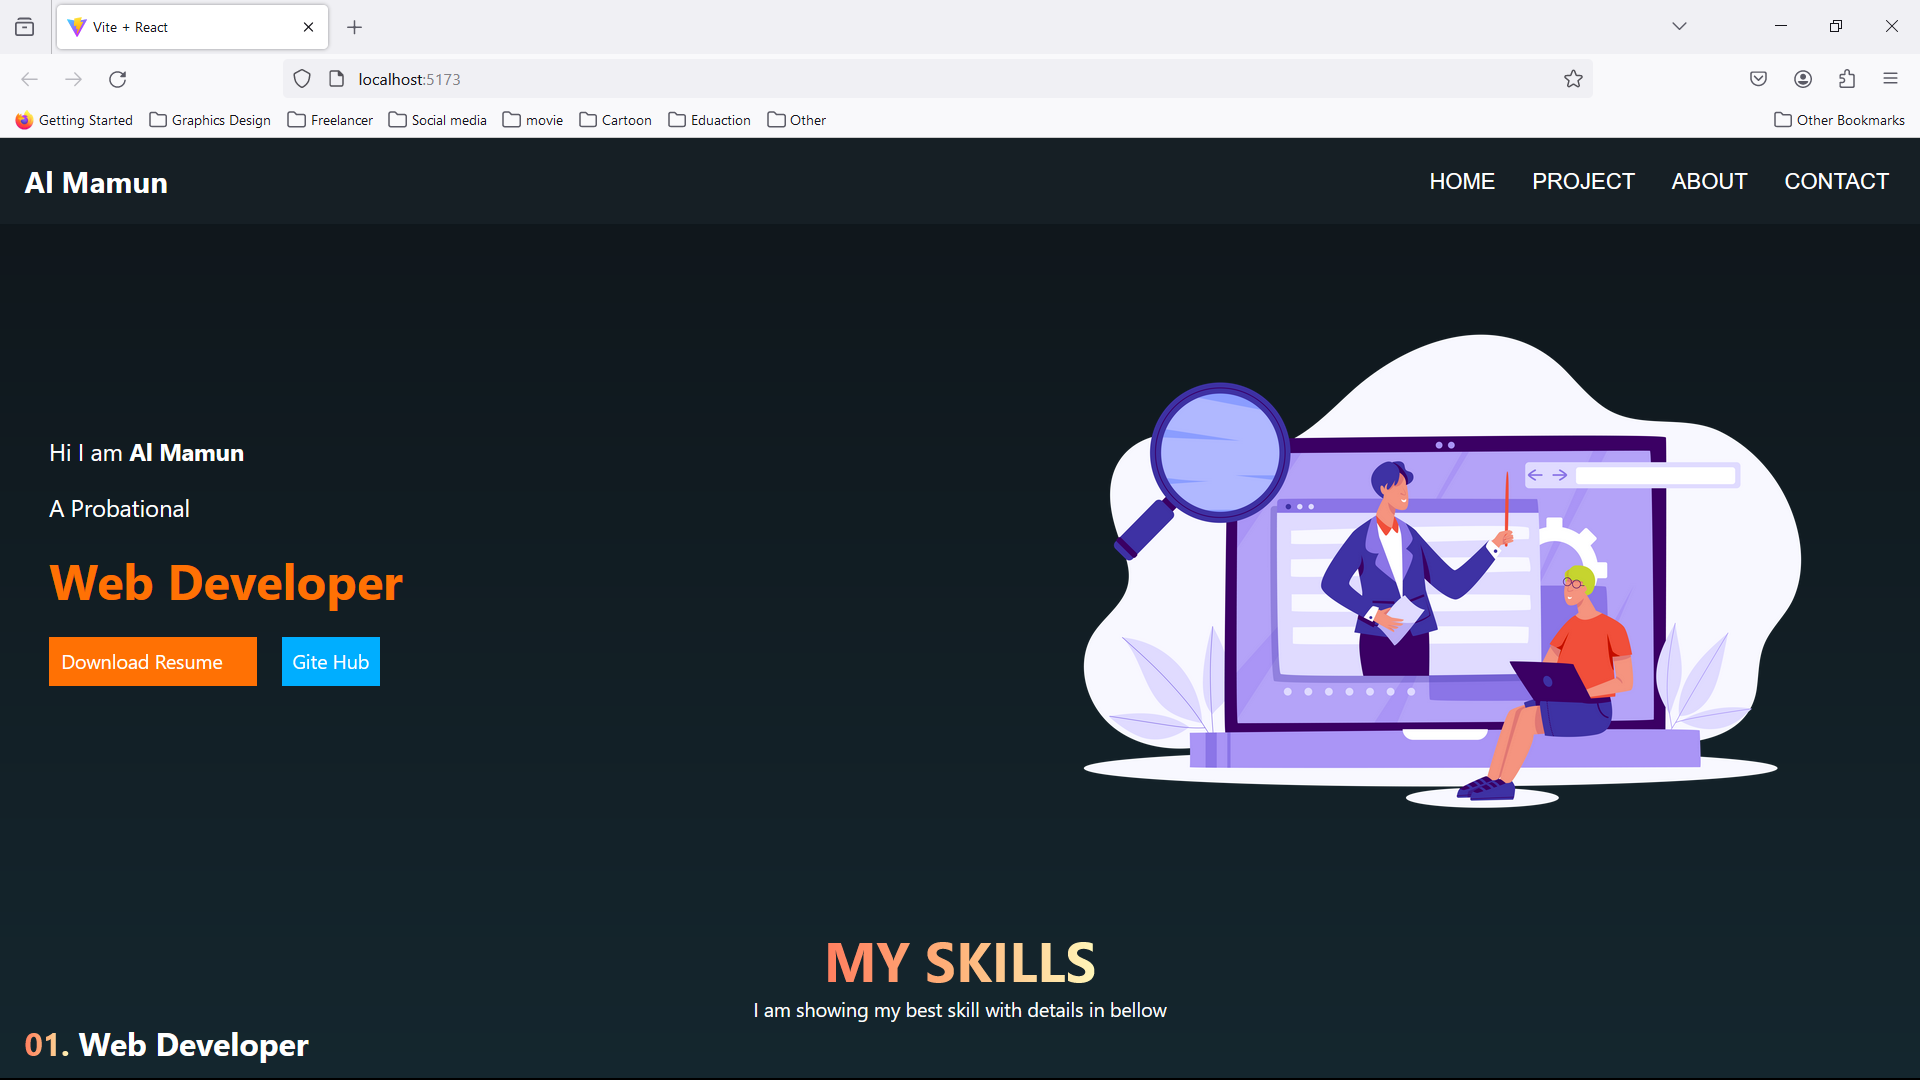 Vite + React
localhost:5173
Getting Started Graphics Design Freelancer Social media movie Cartoon Eduaction Other Other Bookmarks
Al Mamun HOME PROJECT ABOUT CONTACT
Hi I am Al Mamun
A Probational
Web Developer
Download Resume Gite Hub
MY SKILLS
I am showing my best skill with details in bellow
01. Web Developer